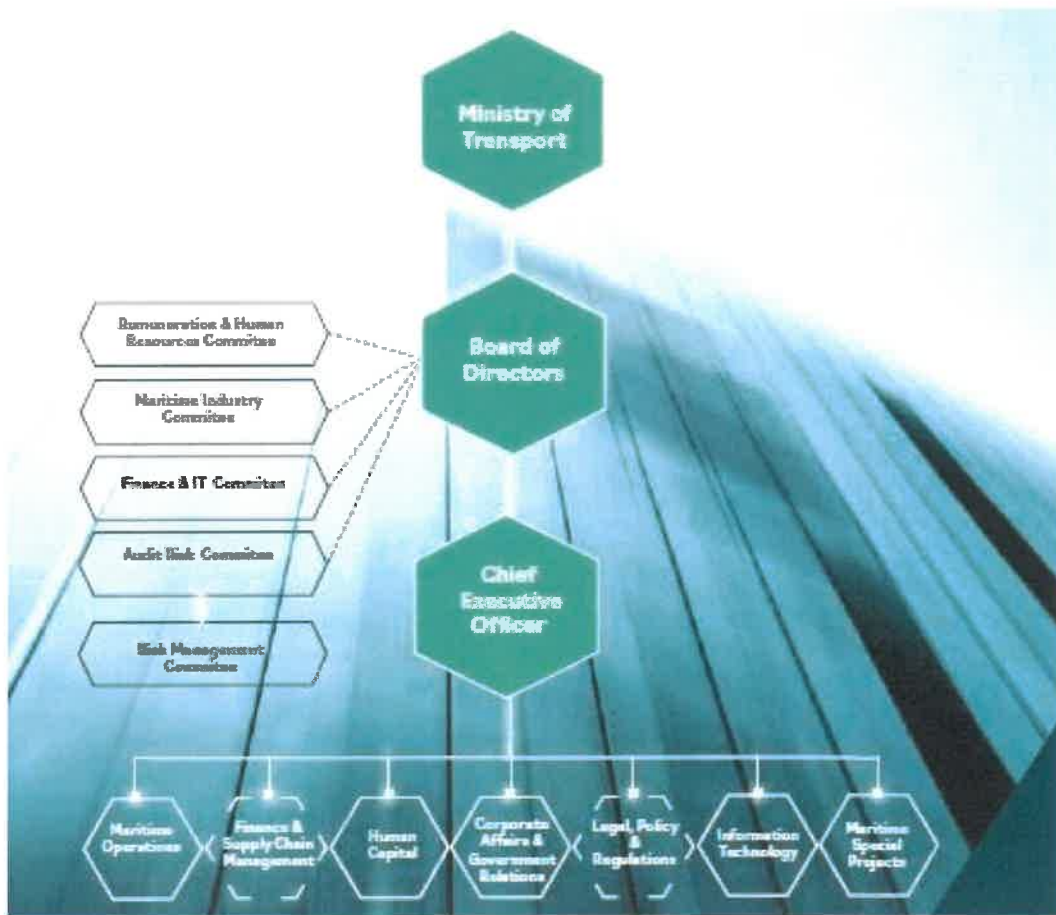 Ministry of
Transport
Board of
Directors
Remuneration & Human
Resources Committee
Maritime Industry
Committee
Finance & IT Committee
Audit Risk Committee
Risk Management
Committee
Chief
Executive
Officer
Maritime
Operations
Finance &
Supply Chain
Management
Human
Capital
Corporate
Affairs &
Government
Relations
Legal, Policy
&
Regulations
Information
Technology
Maritime
Special
Projects